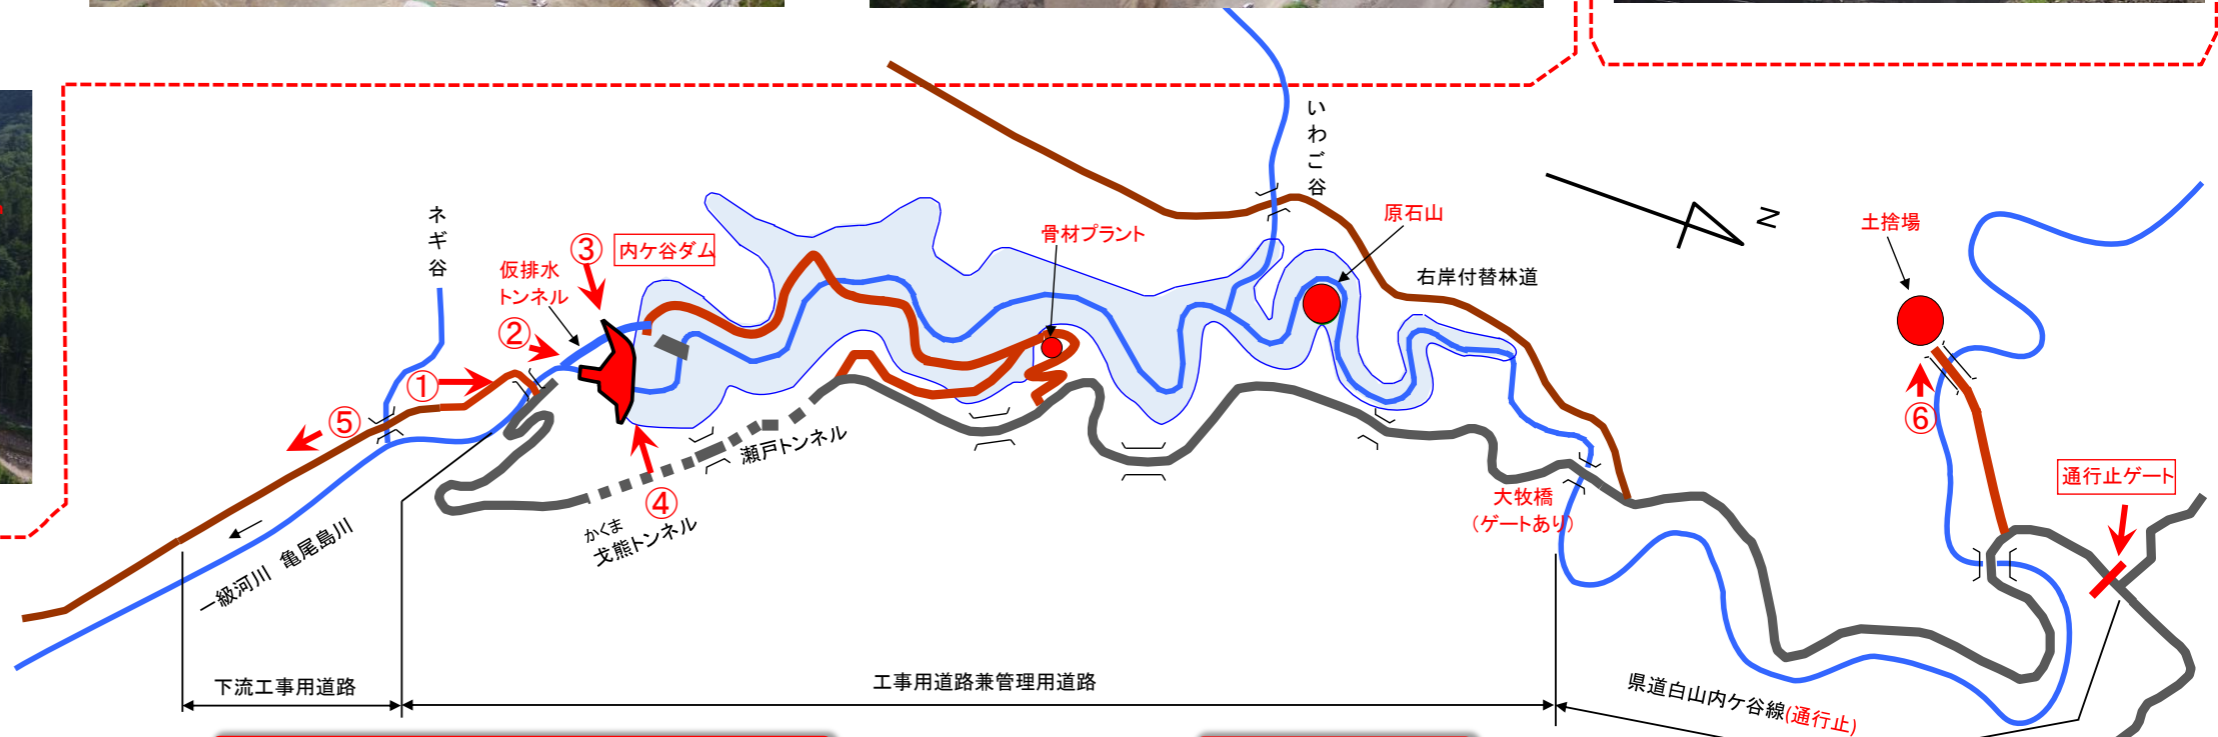 いわご谷
ネギ谷
③
内ケ谷ダム
骨材プラント
原石山
土捨場
N
仮排水
トンネル
右岸付替林道
②
①
⑤
⑥
瀬戸トンネル
④
かくま
戈熊トンネル
大牧橋
(ゲートあり)
通行止ゲート
一級河川 亀尾島川
下流工事用道路
工事用道路兼管理用道路
県道白山内ケ谷線(通行止)